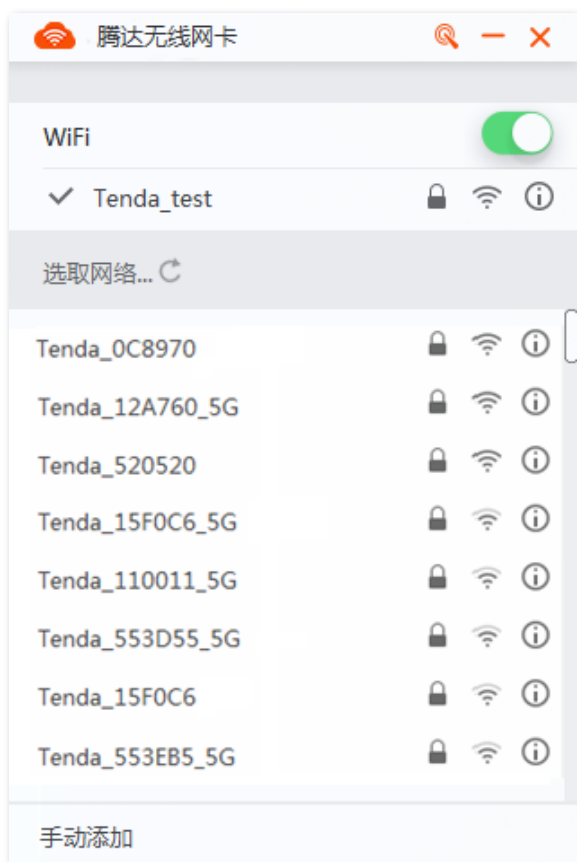 腾达无线网卡
WiFi
Tenda_test
选取网络...
Tenda_0C8970
Tenda_12A760_5G
Tenda_520520
Tenda_15F0C6_5G
Tenda_110011_5G
Tenda_553D55_5G
Tenda_15F0C6
Tenda_553EB5_5G
手动添加